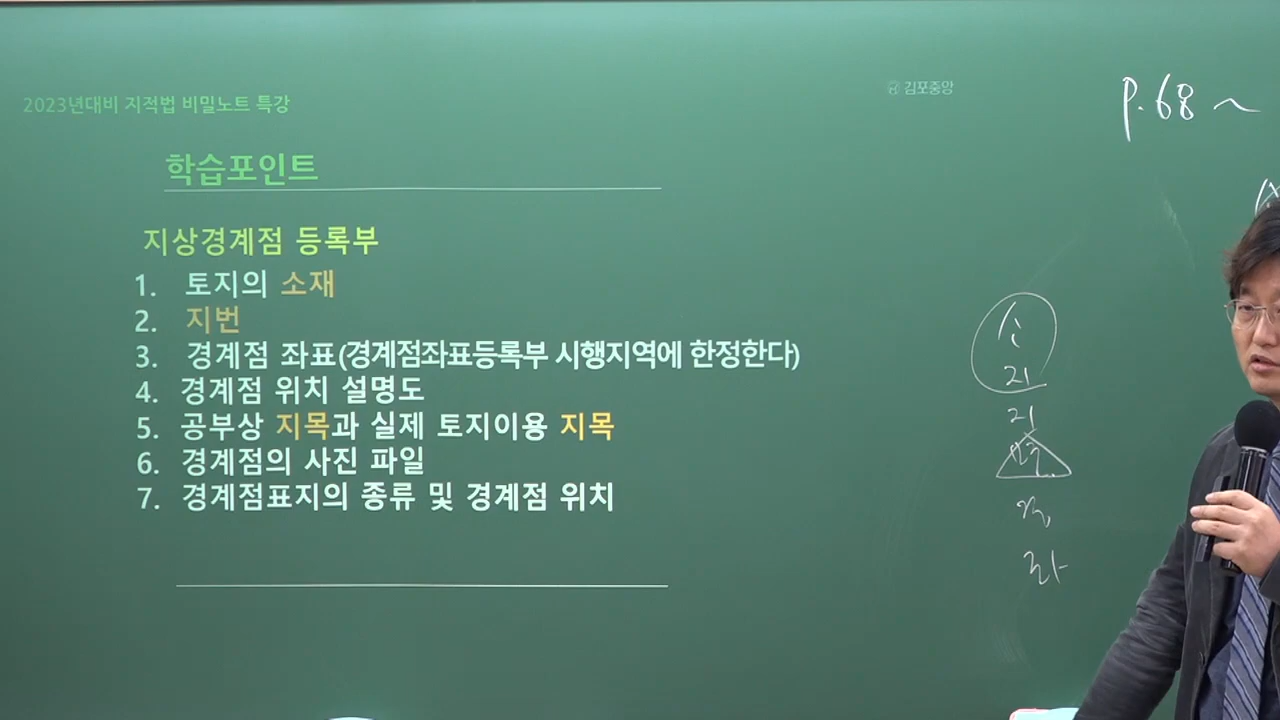 2023년대비 지적법 비밀노트 특강
김포중앙
P.68~
학습포인트
지상경계점 등록부
1. 토지의 소재
2. 지번
3. 경계점 좌표(경계점좌표등록부 시행지역에 한정한다)
4. 경계점 위치 설명도
5. 공부상 지목과 실제 토지이용 지목
6. 경계점의 사진 파일
7. 경계점표지의 종류 및 경계점 위치